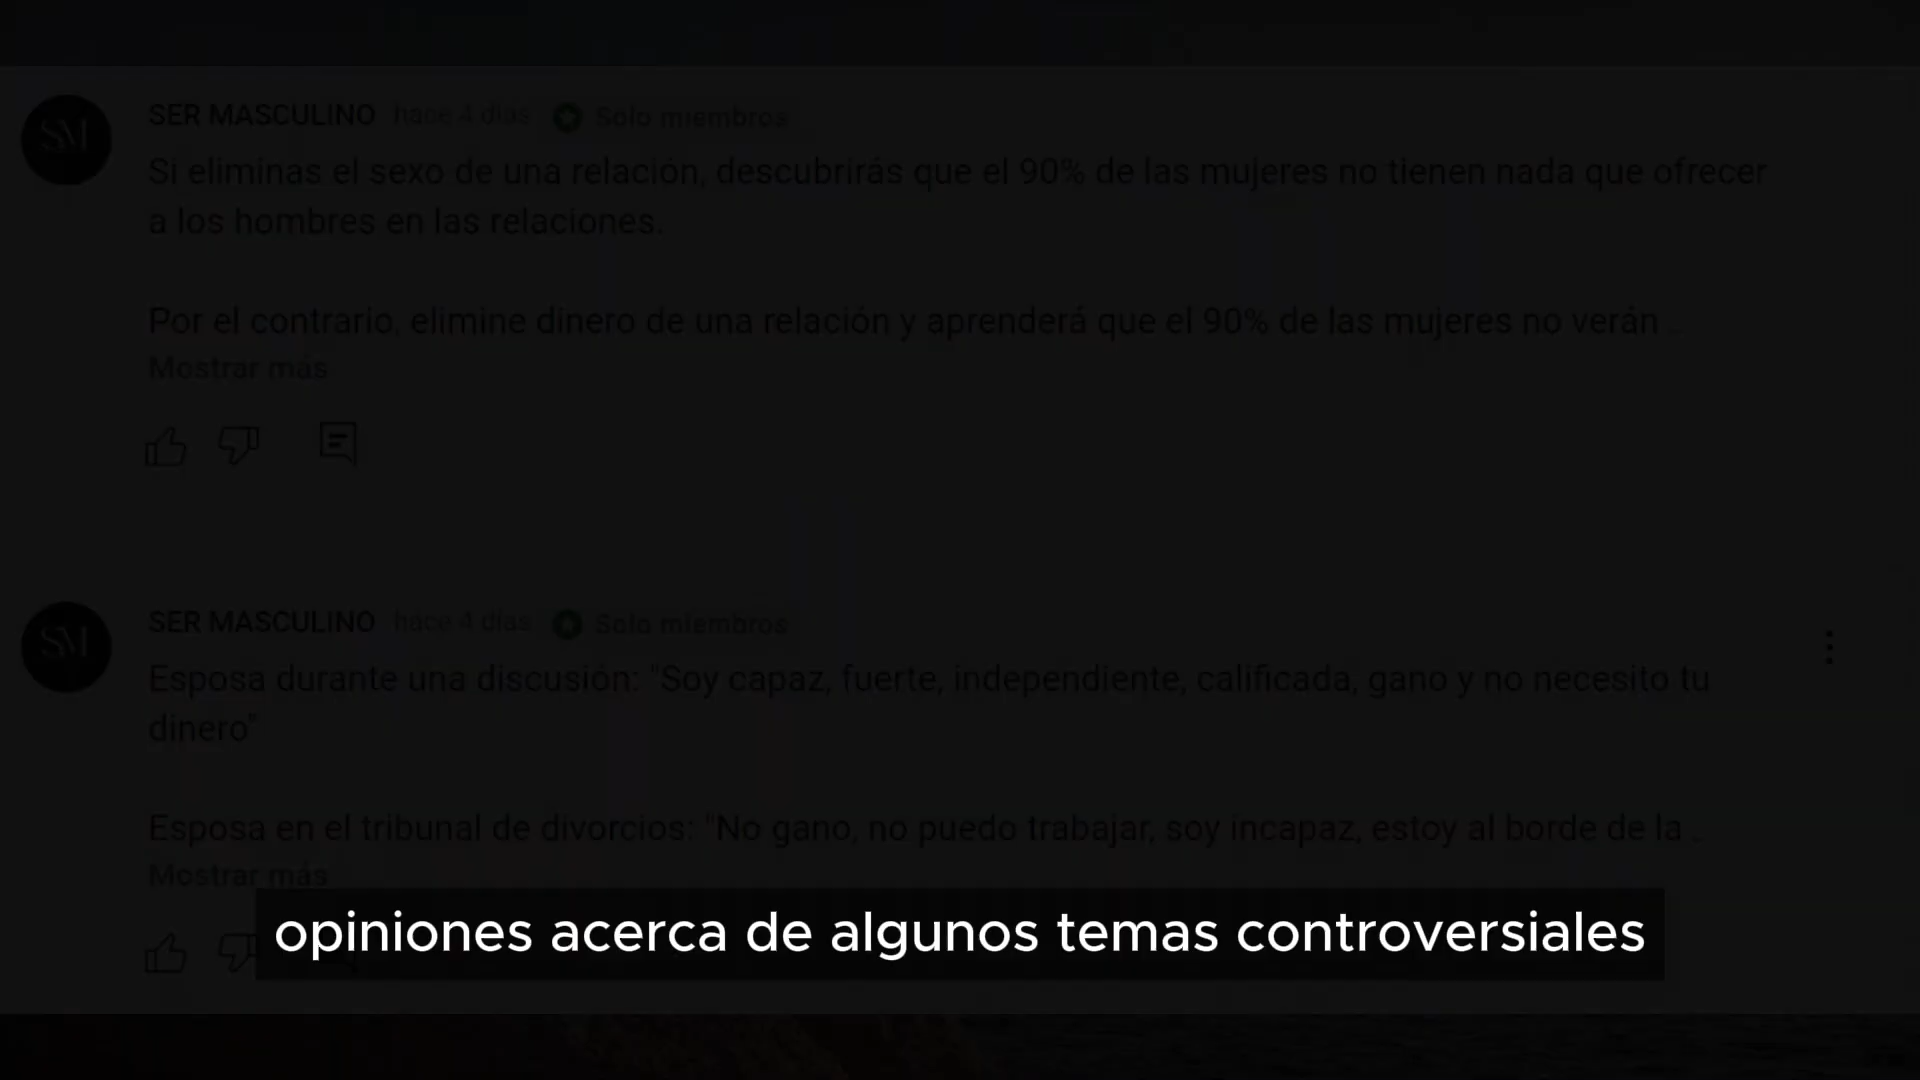 SER MASCULINO hace 4 días Solo miembros
SM
Si eliminas el sexo de una relación, descubrirás que el 90% de las mujeres no tienen nada que ofrecer
a los hombres en las relaciones.
Por el contrario, elimine dinero de una relación y aprenderá que el 90% de las mujeres no verán ...
Mostrar más
SER MASCULINO hace 4 días Solo miembros
SM
Esposa durante una discusión: "Soy capaz, fuerte, independiente, calificada, gano y no necesito tu
dinero"
Esposa en el tribunal de divorcios: "No gano, no puedo trabajar, soy incapaz, estoy al borde de la ...
Mostrar más
opiniones acerca de algunos temas controversiales